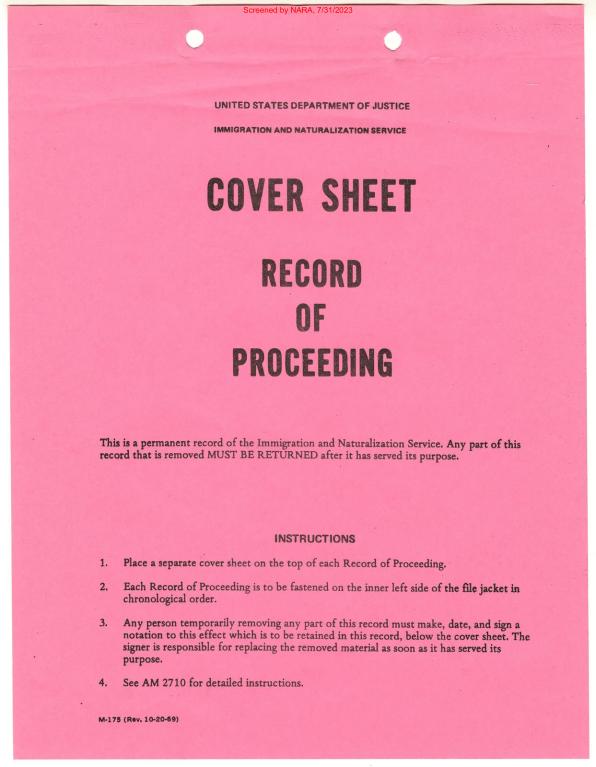 Screened by NARA, 7/31/2023
UNITED STATES DEPARTMENT OF JUSTICE
IMMIGRATION AND NATURALIZATION SERVICE
COVER SHEET
RECORD
OF
PROCEEDING
This is a permanent record of the Immigration and Naturalization Service. Any part of this
record that is removed MUST BE RETURNED after it has served its purpose.
INSTRUCTIONS
1. Place a separate cover sheet on the top of each Record of Proceeding.
2. Each Record of Proceeding is to be fastened on the inner left side of the file jacket in
chronological order.
3. Any person temporarily removing any part of this record must make, date, and sign a
notation to this effect which is to be retained in this record, below the cover sheet. The
signer is responsible for replacing the removed material as soon as it has served its
purpose.
4. See AM 2710 for detailed instructions.
M-175 (Rev. 10-20-69)